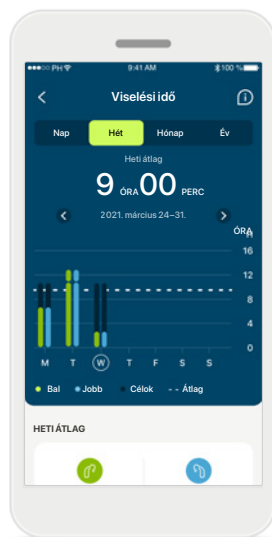 PH 9:41 AM 100 %
Viselési idő
Nap Hét Hónap Év
Heti átlag
9 ÓRA 00 PERC
2021. március 24–31.
ÓRA
16
12
8
4
0
M T W T F S S
Bal Jobb Célok Átlag
HETI ÁTLAG